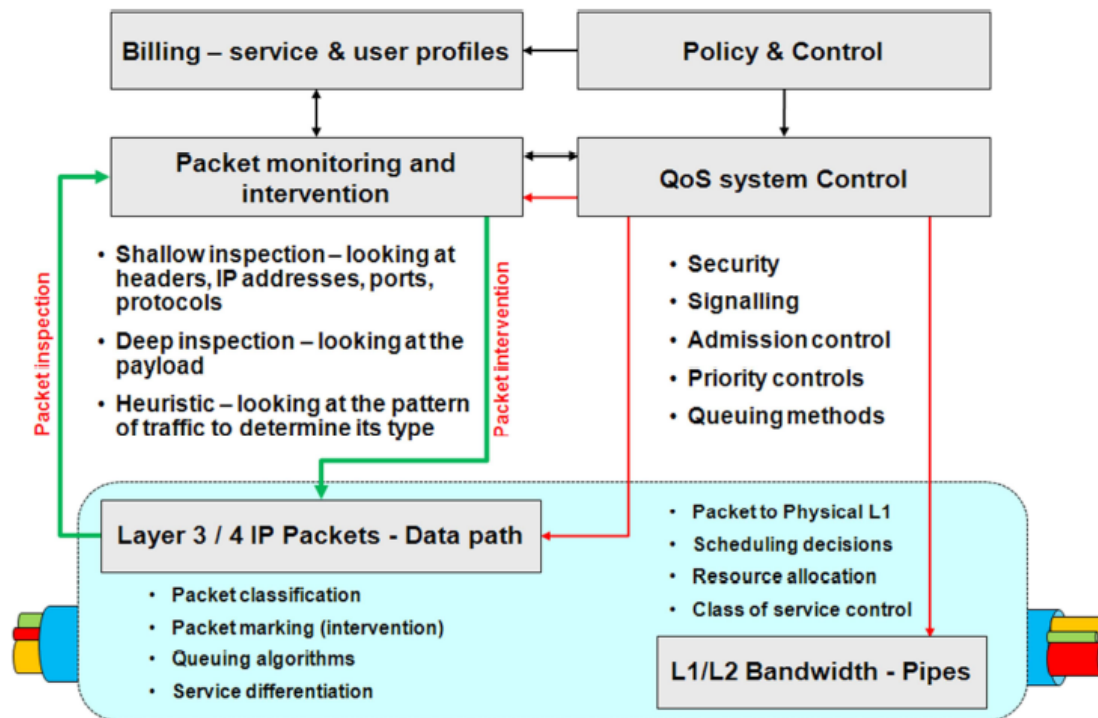 Billing – service & user profiles
Policy & Control
Packet monitoring and
intervention
QoS system Control
Packet inspection
• Shallow inspection – looking at
headers, IP addresses, ports,
protocols
• Deep inspection – looking at the
payload
• Heuristic – looking at the pattern
of traffic to determine its type
Packet intervention
• Security
• Signalling
• Admission control
• Priority controls
• Queuing methods
Layer 3 / 4 IP Packets - Data path
• Packet classification
• Packet marking (intervention)
• Queuing algorithms
• Service differentiation
• Packet to Physical L1
• Scheduling decisions
• Resource allocation
• Class of service control
L1/L2 Bandwidth - Pipes